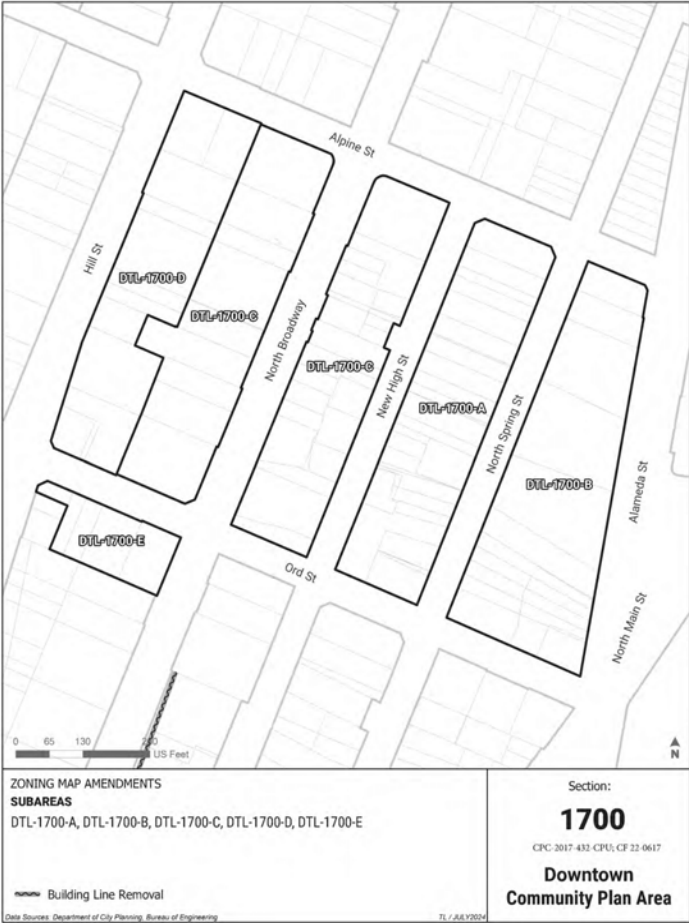 Alpine St
Hill St
DTL-1700-D
DTL-1700-C
North Broadway
DTL-1700-C
New High St
DTL-1700-A
North Spring St
DTL-1700-B
Alameda St
DTL-1700-E
Ord St
North Main St
0 65 130
US Feet
N
ZONING MAP AMENDMENTS
SUBAREAS
DTL-1700-A, DTL-1700-B, DTL-1700-C, DTL-1700-D, DTL-1700-E
Building Line Removal
Data Sources: Department of City Planning, Bureau of Engineering
TL / JULY2024
Section:
1700
CPC-2017-432-CPU; CF 22-0617
Downtown
Community Plan Area